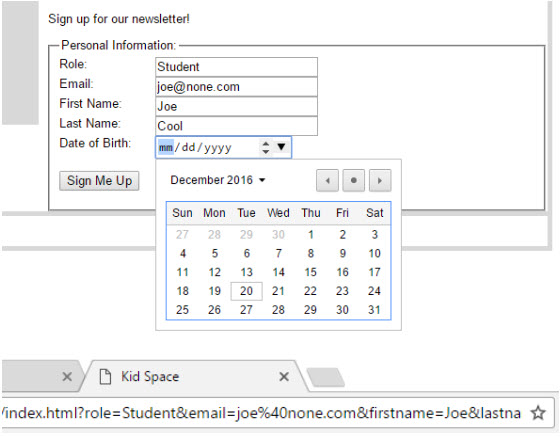 Sign up for our newsletter!
Personal Information:
Role: Student
Email: joe@none.com
First Name: Joe
Last Name: Cool
Date of Birth: mm/dd/yyyy
Sign Me Up
December 2016
Sun Mon Tue Wed Thu Fri Sat
27 28 29 30 1 2 3
4 5 6 7 8 9 10
11 12 13 14 15 16 17
18 19 20 21 22 23 24
25 26 27 28 29 30 31
Kid Space
/index.html?role=Student&email=joe%40none.com&firstname=Joe&lastna